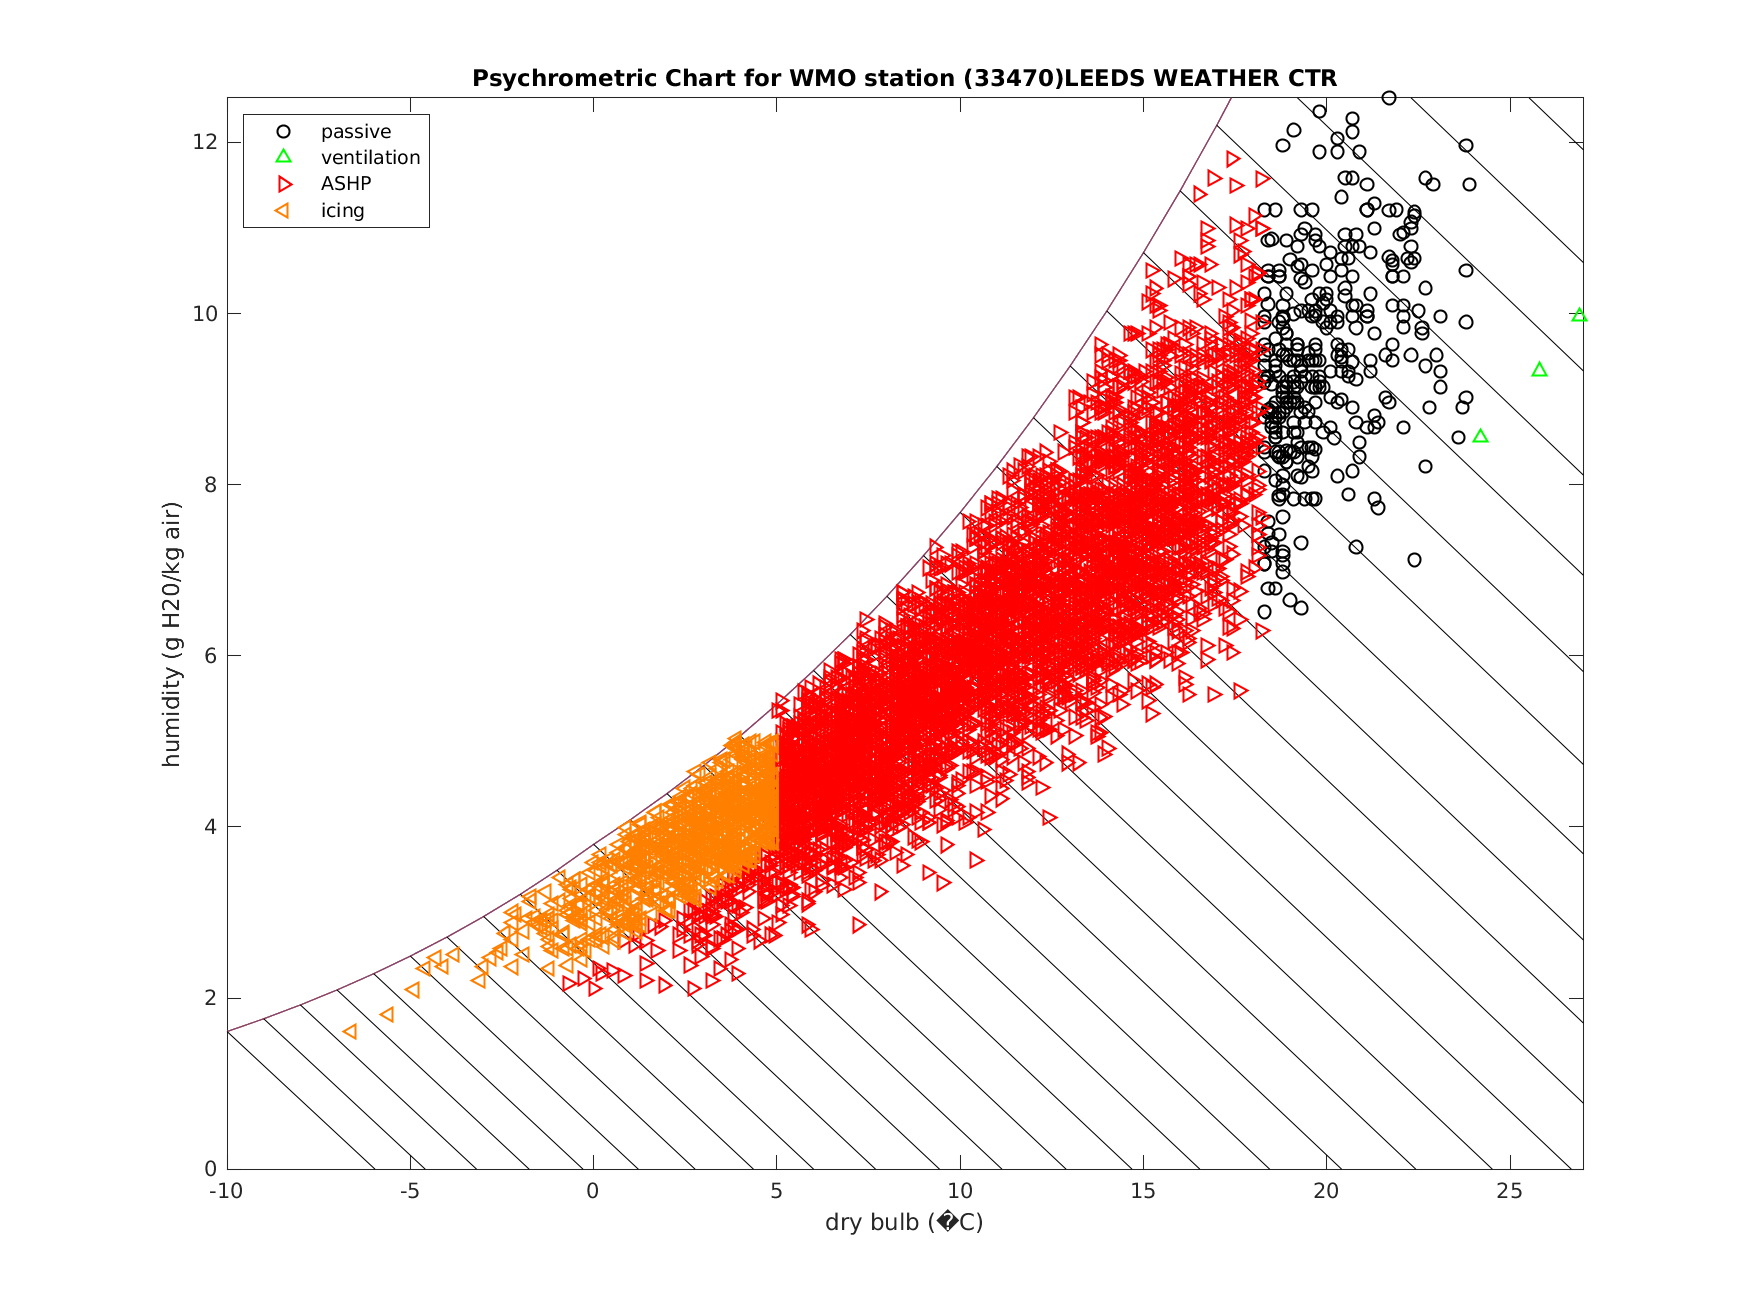 Psychrometric Chart for WMO station (33470)LEEDS WEATHER CTR
passive
ventilation
ASHP
icing
12
10
8
6
4
2
0
humidity (g H20/kg air)
-10 -5 0 5 10 15 20 25
dry bulb (�C)